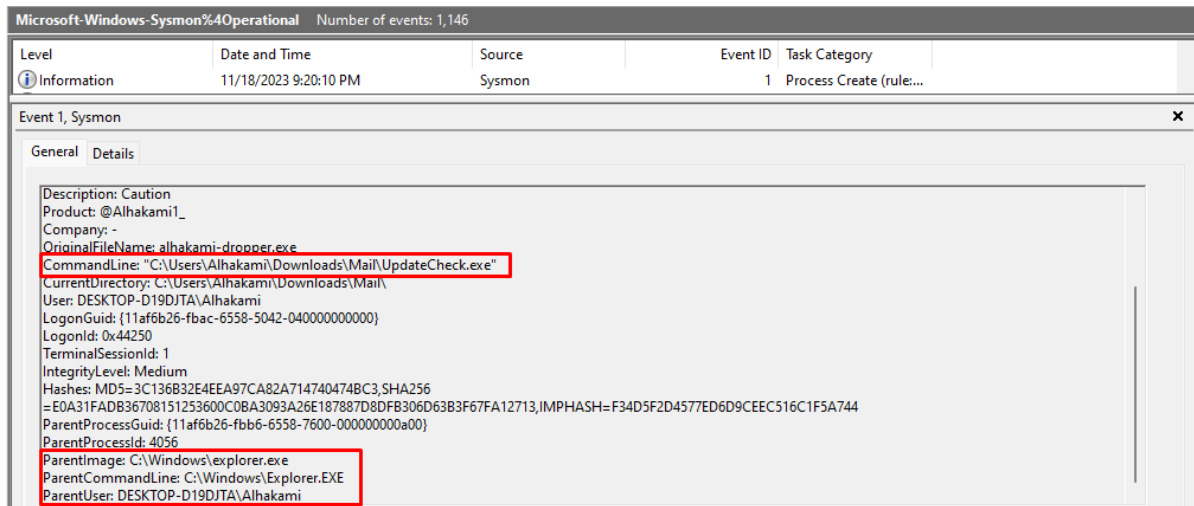 Microsoft-Windows-Sysmon%4Operational Number of events: 1,146
Level Date and Time Source Event ID Task Category
Information 11/18/2023 9:20:10 PM Sysmon 1 Process Create (rule:...
Event 1, Sysmon
General Details
Description: Caution
Product: @Alhakami1_
Company: -
OriginalFileName: alhakami-dropper.exe
CommandLine: "C:\Users\Alhakami\Downloads\Mail\UpdateCheck.exe"
CurrentDirectory: C:\Users\Alhakami\Downloads\Mail\
User: DESKTOP-D19DJTA\Alhakami
LogonGuid: {11af6b26-fbac-6558-5042-040000000000}
LogonId: 0x44250
TerminalSessionId: 1
IntegrityLevel: Medium
Hashes: MD5=3C136B32E4EEA97CA82A714740474BC3,SHA256
=E0A31FADB36708151253600C0BA3093A26E187887D8DFB306D63B3F67FA12713,IMPHASH=F34D5F2D4577ED6D9CEEC516C1F5A744
ParentProcessGuid: {11af6b26-fbb6-6558-7600-000000000a00}
ParentProcessId: 4056
ParentImage: C:\Windows\explorer.exe
ParentCommandLine: C:\Windows\Explorer.EXE
ParentUser: DESKTOP-D19DJTA\Alhakami